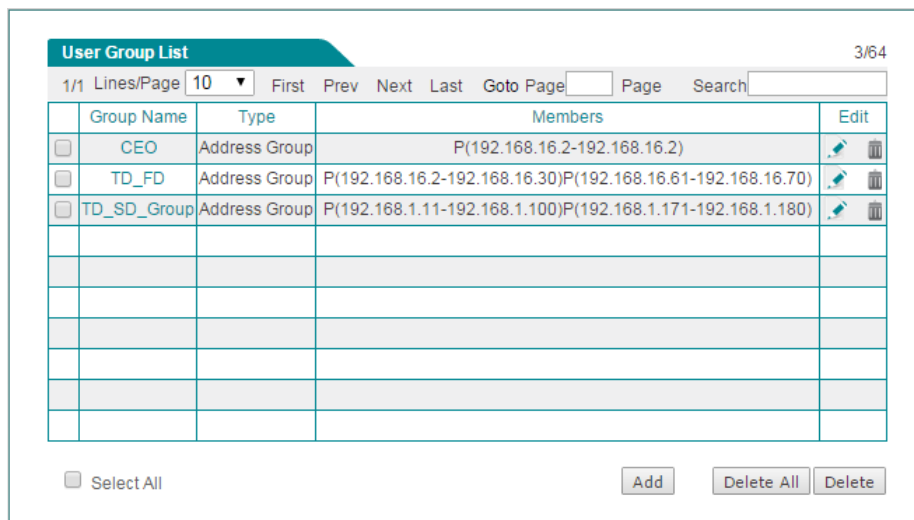 User Group List 3/64
1/1 Lines/Page 10 First Prev Next Last Goto Page Page Search
Group Name Type Members Edit
CEO Address Group P(192.168.16.2-192.168.16.2)
TD_FD Address Group P(192.168.16.2-192.168.16.30)P(192.168.16.61-192.168.16.70)
TD_SD_Group Address Group P(192.168.1.11-192.168.1.100)P(192.168.1.171-192.168.1.180)
Select All Add Delete All Delete